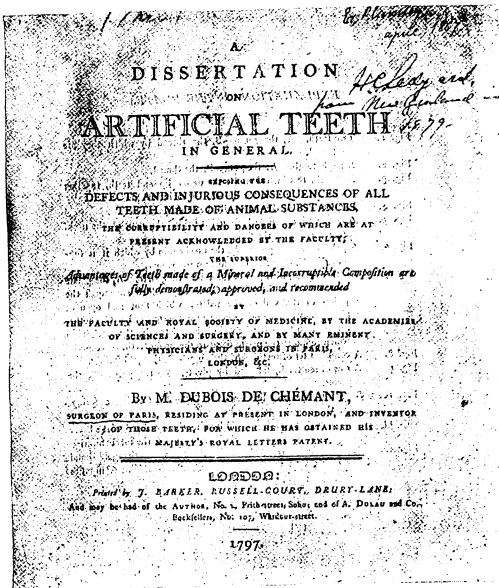 A
DISSERTATION
ON
ARTIFICIAL TEETH
IN GENERAL.
EXPOSING THE
DEFECTS AND INJURIOUS CONSEQUENCES OF ALL
TEETH MADE OF ANIMAL SUBSTANCES,
THE CORRUPTIBILITY AND DANGERS OF WHICH ARE AT
PRESENT ACKNOWLEDGED BY THE FACULTY;
THE SUPERIOR
Advantages of Teeth made of a Mineral and Incorruptible Composition are
fully demonstrated, approved, and recommended
BY
THE FACULTY AND ROYAL SOCIETY OF MEDICINE, BY THE ACADEMIES
OF SCIENCES AND SURGERY, AND BY MANY EMINENT
PHYSICIANS AND SURGEONS IN PARIS,
LONDON, &C.
By M. DUBOIS DE CHÉMANT,
SURGEON OF PARIS, RESIDING AT PRESENT IN LONDON, AND INVENTOR
OF THOSE TEETH, FOR WHICH HE HAS OBTAINED HIS
MAJESTY'S ROYAL LETTERS PATENT.
LONDON:
Printed by J. BARKER, RUSSELL-COURT, DRURY-LANE:
And may be had of the AUTHOR, No. 2, Frith-street, Soho; and of A. DULAU and Co.,
Booksellers, No. 107, Wardour-street.
1797.
april
from New England